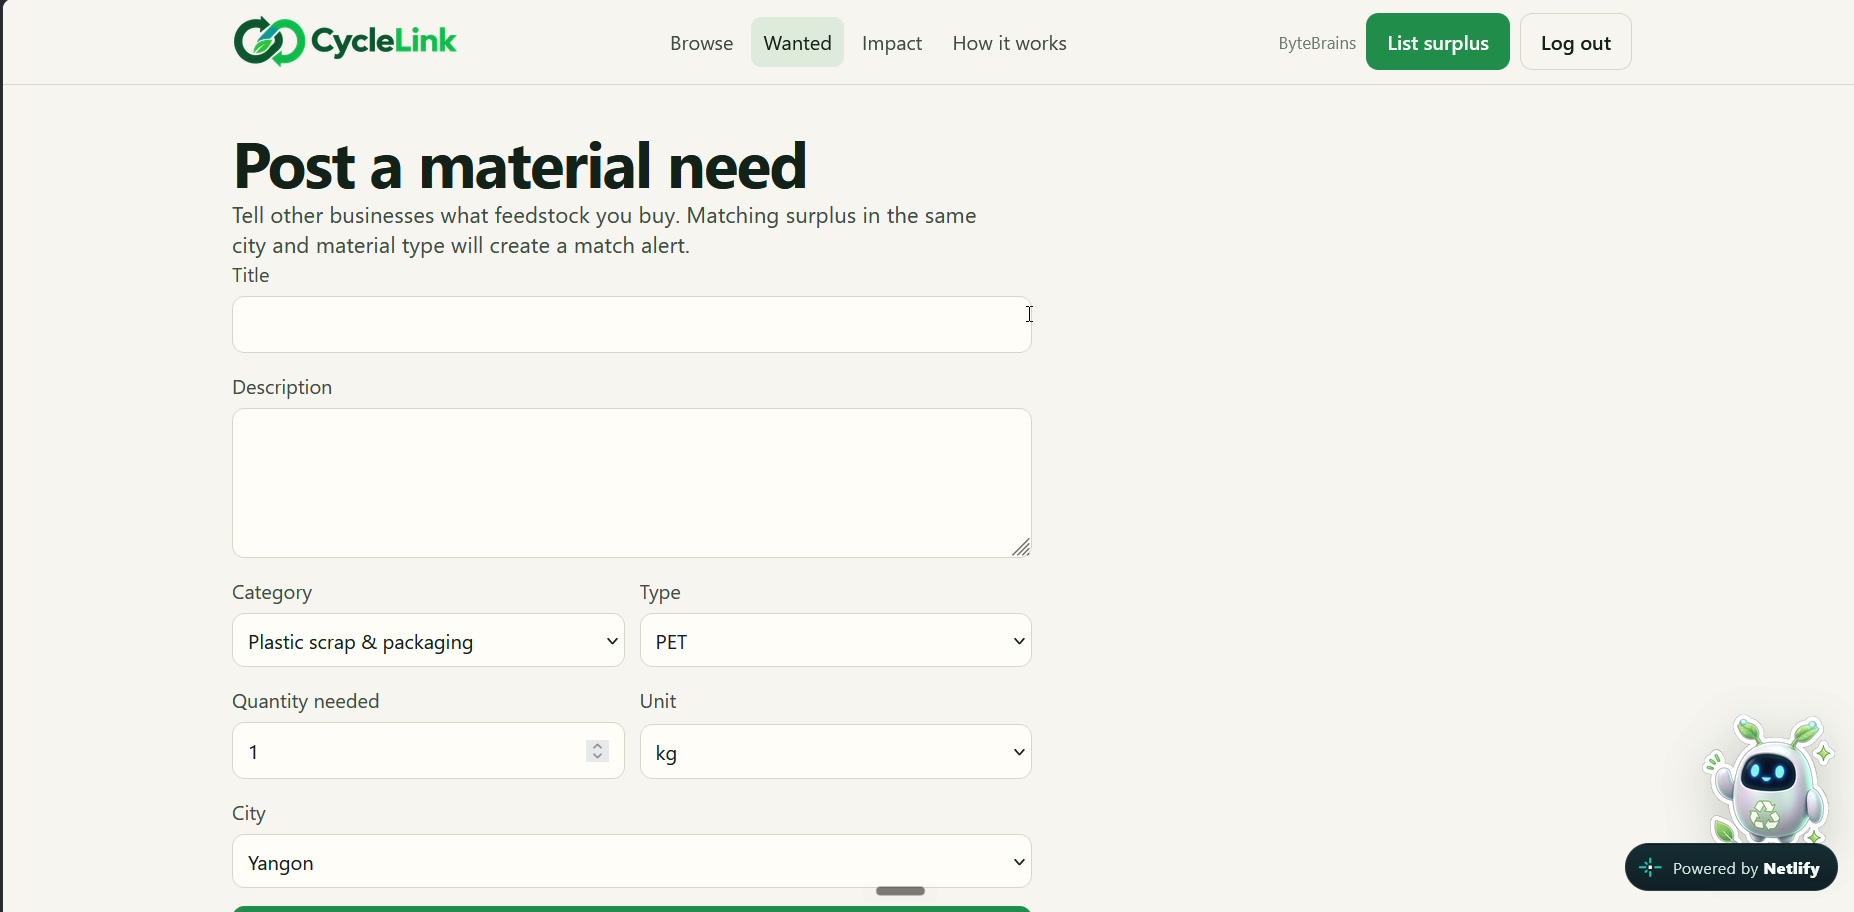 CycleLink
Browse
Wanted
Impact
How it works
ByteBrains
List surplus
Log out
Post a material need
Tell other businesses what feedstock you buy. Matching surplus in the same
city and material type will create a match alert.
Title
Description
Category
Type
Plastic scrap & packaging
PET
Quantity needed
Unit
1
kg
City
Yangon
Powered by Netlify